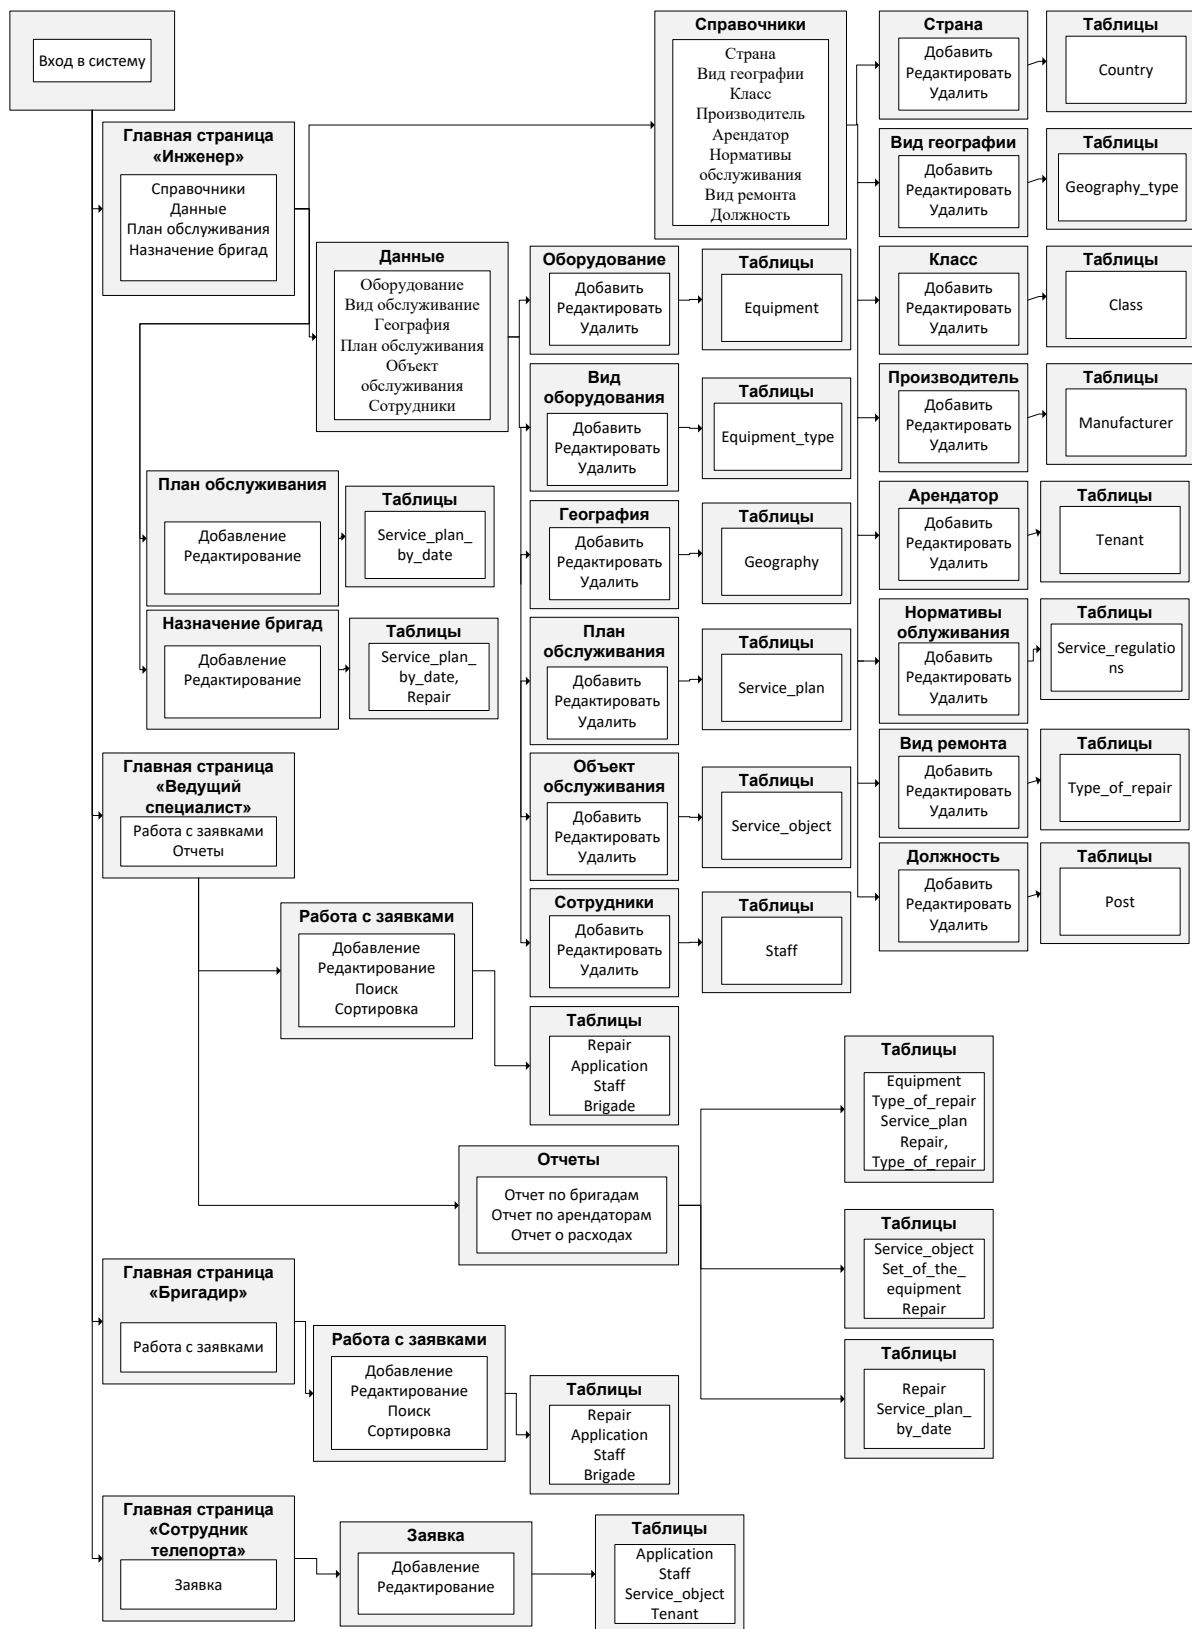 Вход в систему
Главная страница
«Инженер»
Справочники
Данные
План обслуживания
Назначение бригад
Справочники
Страна
Вид географии
Класс
Производитель
Арендатор
Нормативы
обслуживания
Вид ремонта
Должность
Страна
Добавить
Редактировать
Удалить
Таблицы
Country
Вид географии
Добавить
Редактировать
Удалить
Таблицы
Geography_type
Класс
Добавить
Редактировать
Удалить
Таблицы
Class
Производитель
Добавить
Редактировать
Удалить
Таблицы
Manufacturer
Арендатор
Добавить
Редактировать
Удалить
Таблицы
Tenant
Нормативы
облуживания
Добавить
Редактировать
Удалить
Таблицы
Service_regulatio
ns
Вид ремонта
Добавить
Редактировать
Удалить
Таблицы
Type_of_repair
Должность
Добавить
Редактировать
Удалить
Таблицы
Post
Данные
Оборудование
Вид обслуживание
География
План обслуживания
Объект
обслуживания
Сотрудники
Оборудование
Добавить
Редактировать
Удалить
Таблицы
Equipment
Вид
оборудования
Добавить
Редактировать
Удалить
Таблицы
Equipment_type
География
Добавить
Редактировать
Удалить
Таблицы
Geography
План
обслуживания
Добавить
Редактировать
Удалить
Таблицы
Service_plan
Объект
обслуживания
Добавить
Редактировать
Удалить
Таблицы
Service_object
Сотрудники
Добавить
Редактировать
Удалить
Таблицы
Staff
План обслуживания
Добавление
Редактирование
Таблицы
Service_plan_
by_date
Назначение бригад
Добавление
Редактирование
Таблицы
Service_plan_
by_date,
Repair
Главная страница
«Ведущий
специалист»
Работа с заявками
Отчеты
Работа с заявками
Добавление
Редактирование
Поиск
Сортировка
Таблицы
Repair
Application
Staff
Brigade
Отчеты
Отчет по бригадам
Отчет по арендаторам
Отчет о расходах
Таблицы
Equipment
Type_of_repair
Service_plan
Repair,
Type_of_repair
Таблицы
Service_object
Set_of_the_
equipment
Repair
Таблицы
Repair
Service_plan_
by_date
Главная страница
«Бригадир»
Работа с заявками
Работа с заявками
Добавление
Редактирование
Поиск
Сортировка
Таблицы
Repair
Application
Staff
Brigade
Главная страница
«Сотрудник
телепорта»
Заявка
Заявка
Добавление
Редактирование
Таблицы
Application
Staff
Service_object
Tenant